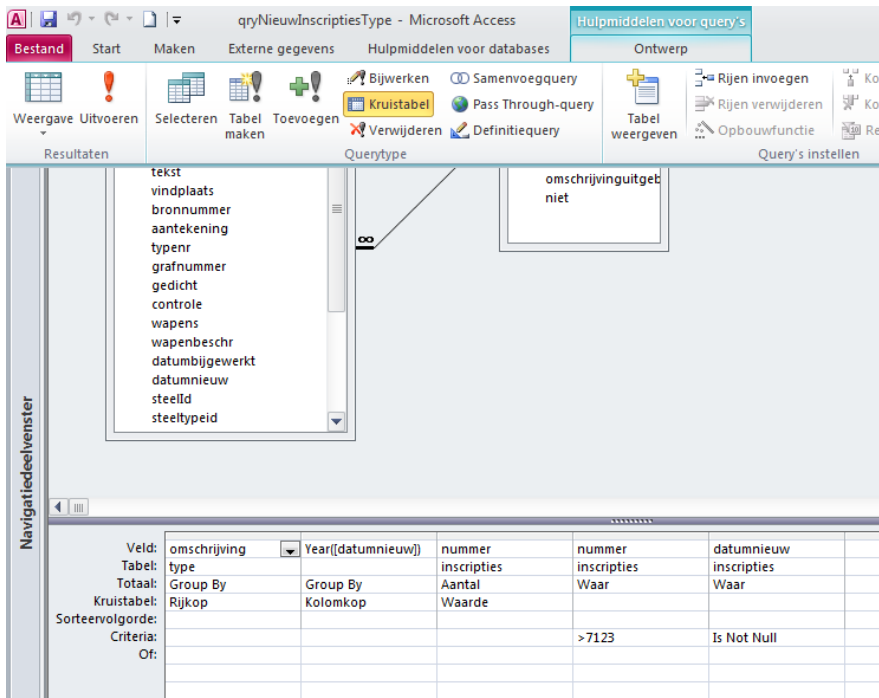 qryNieuwInscriptiesType - Microsoft Access
Hulpmiddelen voor query's
Bestand Start Maken Externe gegevens Hulpmiddelen voor databases Ontwerp
Weergave
Uitvoeren
Selecteren
Tabel
maken
Toevoegen
Bijwerken
Kruistabel
Verwijderen
Samenvoegquery
Pass Through-query
Definitiequery
Tabel
weergeven
Rijen invoegen
Rijen verwijderen
Opbouwfunctie
Ko
Ko
Re
Resultaten Querytype Query's instellen
tekst
vindplaats
bronnummer
aantekening
typenr
grafnummer
gedicht
controle
wapens
wapenbeschr
datumbijgewerkt
datumnieuw
steelId
steeltypeid
∞
omschrijvinguitgeb
niet
Navigatiedeelvenster
Veld: omschrijving Year([datumnieuw]) nummer nummer datumnieuw
Tabel: type inscripties inscripties inscripties
Totaal: Group By Group By Aantal Waar Waar
Kruistabel: Rijkop Kolomkop Waarde
Sorteervolgorde:
Criteria: >7123 Is Not Null
Of: